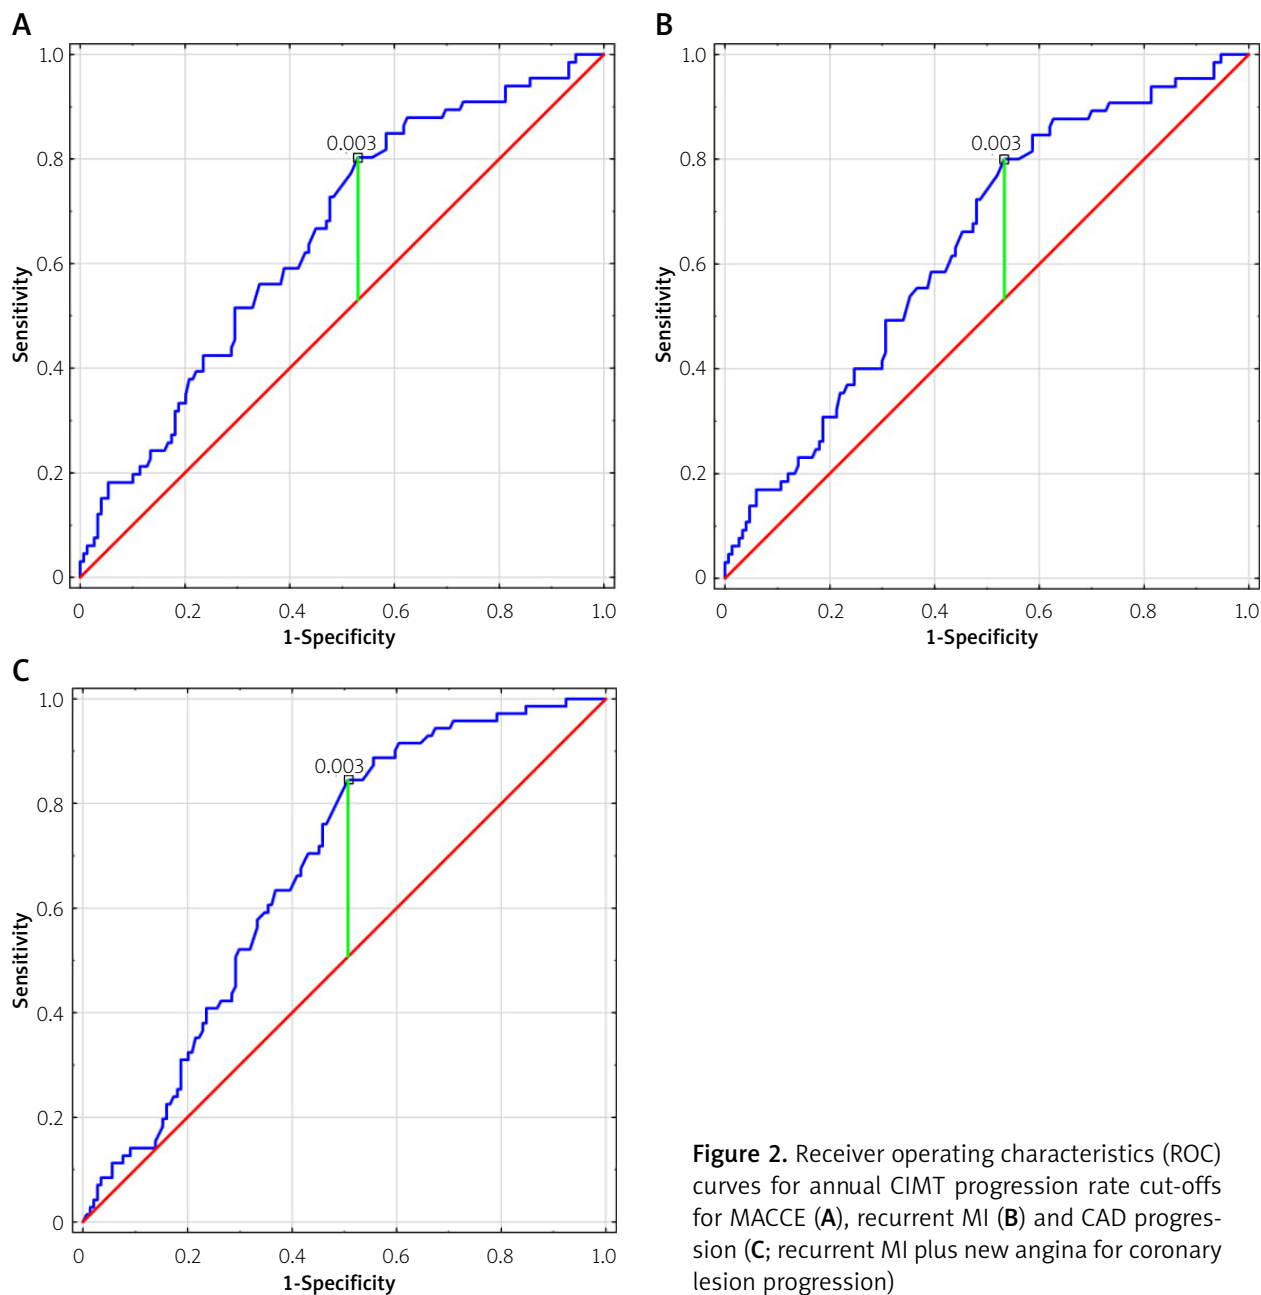 A
1.0
0.8
0.6
0.4
0.2
0
Sensitivity
0.003
0 0.2 0.4 0.6 0.8 1.0
1-Specificity
B
1.0
0.8
0.6
0.4
0.2
0
Sensitivity
0.003
0 0.2 0.4 0.6 0.8 1.0
1-Specificity
C
1.0
0.8
0.6
0.4
0.2
0
Sensitivity
0.003
0 0.2 0.4 0.6 0.8 1.0
1-Specificity
Figure 2. Receiver operating characteristics (ROC)
curves for annual CIMT progression rate cut-offs
for MACCE (A), recurrent MI (B) and CAD progres-
sion (C; recurrent MI plus new angina for coronary
lesion progression)